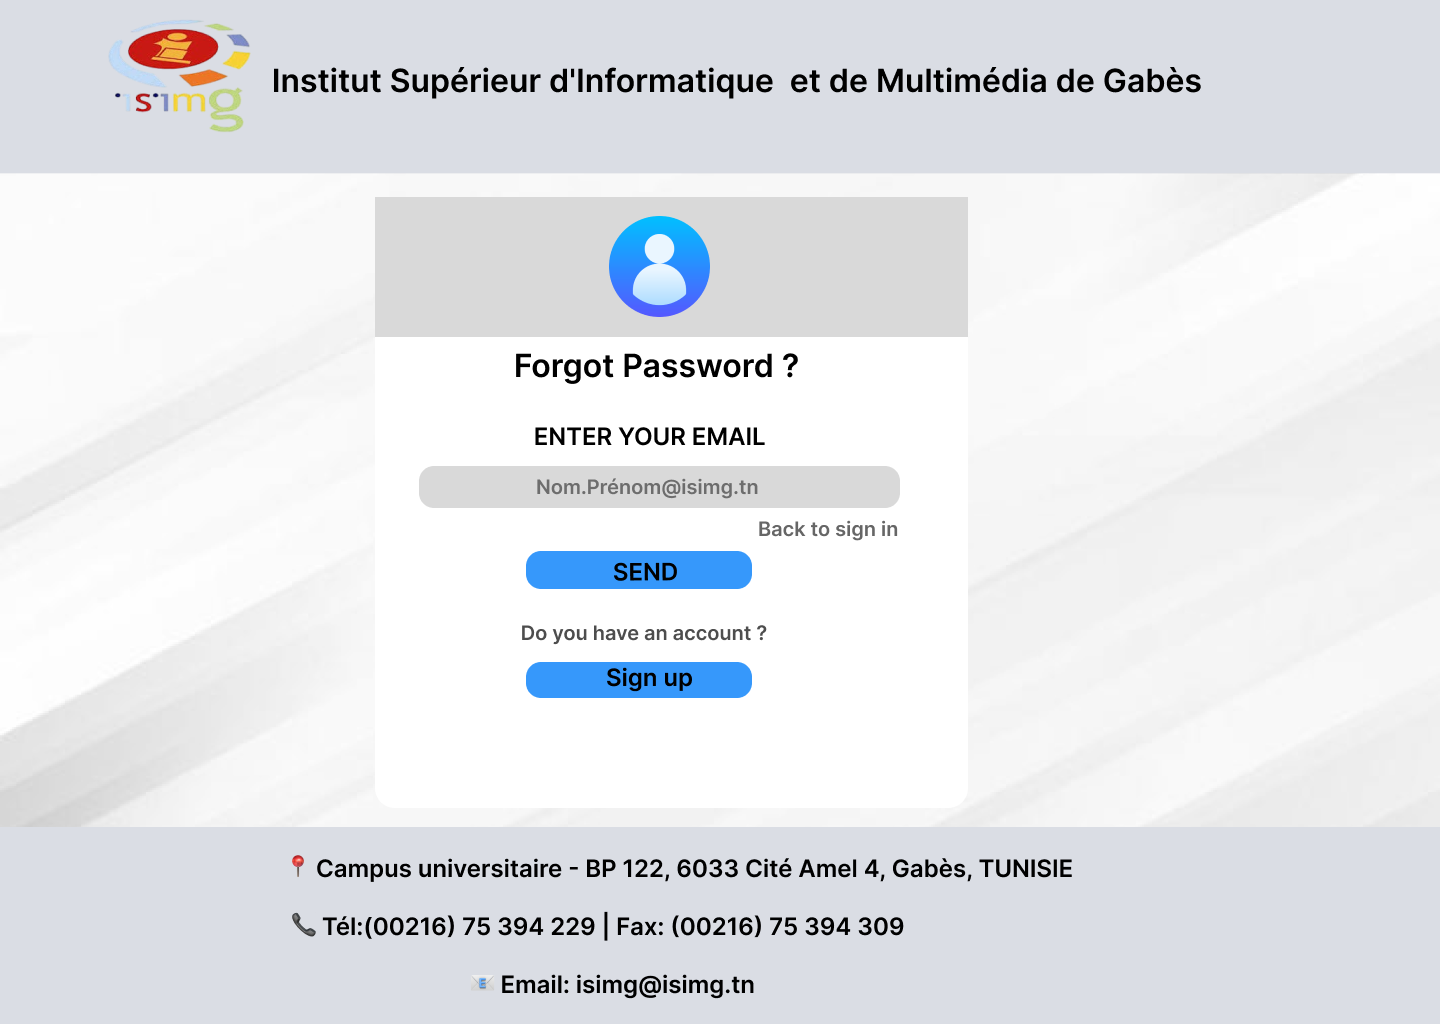 isimg
Institut Supérieur d'Informatique et de Multimédia de Gabès
Forgot Password ?
ENTER YOUR EMAIL
Nom.Prénom@isimg.tn
Back to sign in
SEND
Do you have an account ?
Sign up
Campus universitaire - BP 122, 6033 Cité Amel 4, Gabès, TUNISIE
Tél:(00216) 75 394 229 | Fax: (00216) 75 394 309
Email: isimg@isimg.tn